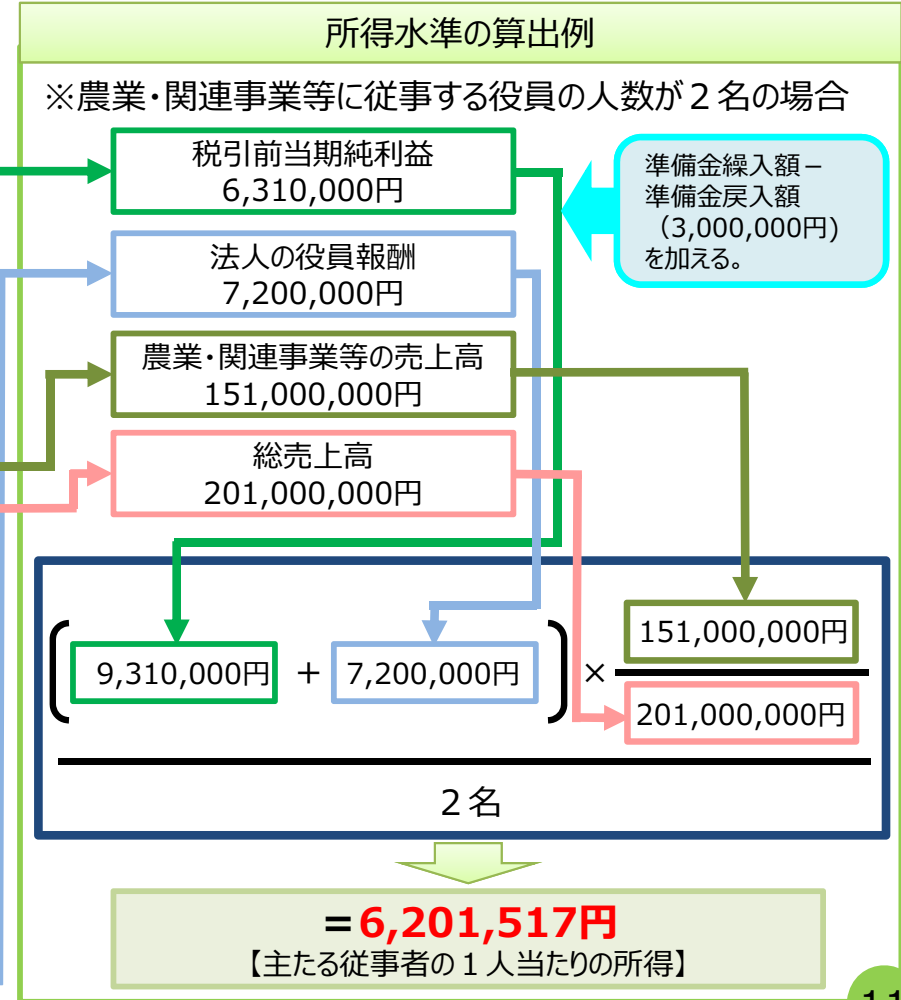 所得水準の算出例
※農業・関連事業等に従事する役員の人数が２名の場合
税引前当期純利益
6,310,000円
準備金繰入額－
準備金戻入額
（3,000,000円)
を加える。
法人の役員報酬
7,200,000円
農業・関連事業等の売上高
151,000,000円
総売上高
201,000,000円
151,000,000円
9,310,000円 + 7,200,000円 ×
201,000,000円
２名
=6,201,517円
【主たる従事者の１人当たりの所得】
11